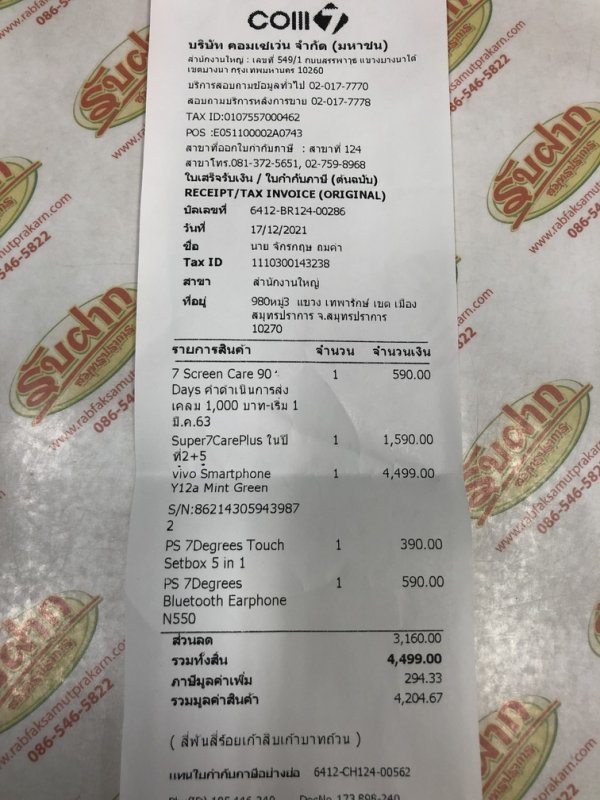 COM7
บริษัท คอมเซเว่น จำกัด (มหาชน)
สำนักงานใหญ่ : เลขที่ 549/1 ถนนสรรพาวุธ แขวงบางนาใต้
เขตบางนา กรุงเทพมหานคร 10260
บริการสอบถามข้อมูลทั่วไป 02-017-7770
สอบถามบริการหลังการขาย 02-017-7778
TAX ID:0107557000462
POS :E051100002A0743
สาขาที่ออกใบกำกับภาษี : สาขาที่ 124
สาขาโทร.081-372-5651, 02-759-8968
ใบเสร็จรับเงิน / ใบกำกับภาษี (ต้นฉบับ)
RECEIPT/TAX INVOICE (ORIGINAL)
บิลเลขที่ 6412-BR124-00286
วันที่ 17/12/2021
ชื่อ นาย จักรกฤษ ถมคำ
Tax ID 1110300143238
สาขา สำนักงานใหญ่
ที่อยู่ 980หมู่3 แขวง เทพารักษ์ เขต เมือง
สมุทรปราการ จ.สมุทรปราการ
10270
รายการสินค้า จำนวน จำนวนเงิน
7 Screen Care 90 1 590.00
Days ค่าดำเนินการส่ง
เคลม 1,000 บาท-เริ่ม 1
มี.ค.63
Super7CarePlus ในปี 1 1,590.00
ที่2+5
vivo Smartphone 1 4,499.00
Y12a Mint Green
S/N:86214305943987
2
PS 7Degrees Touch 1 390.00
Setbox 5 in 1
PS 7Degrees 1 590.00
Bluetooth Earphone
N550
ส่วนลด 3,160.00
รวมทั้งสิ้น 4,499.00
ภาษีมูลค่าเพิ่ม 294.33
รวมมูลค่าสินค้า 4,204.67
( สี่พันสี่ร้อยเก้าสิบเก้าบาทถ้วน )
แทนใบกำกับภาษีอย่างย่อ 6412-CH124-00562
รับฝาก
www.rabfaksamutprakarn.com
086-546-5822